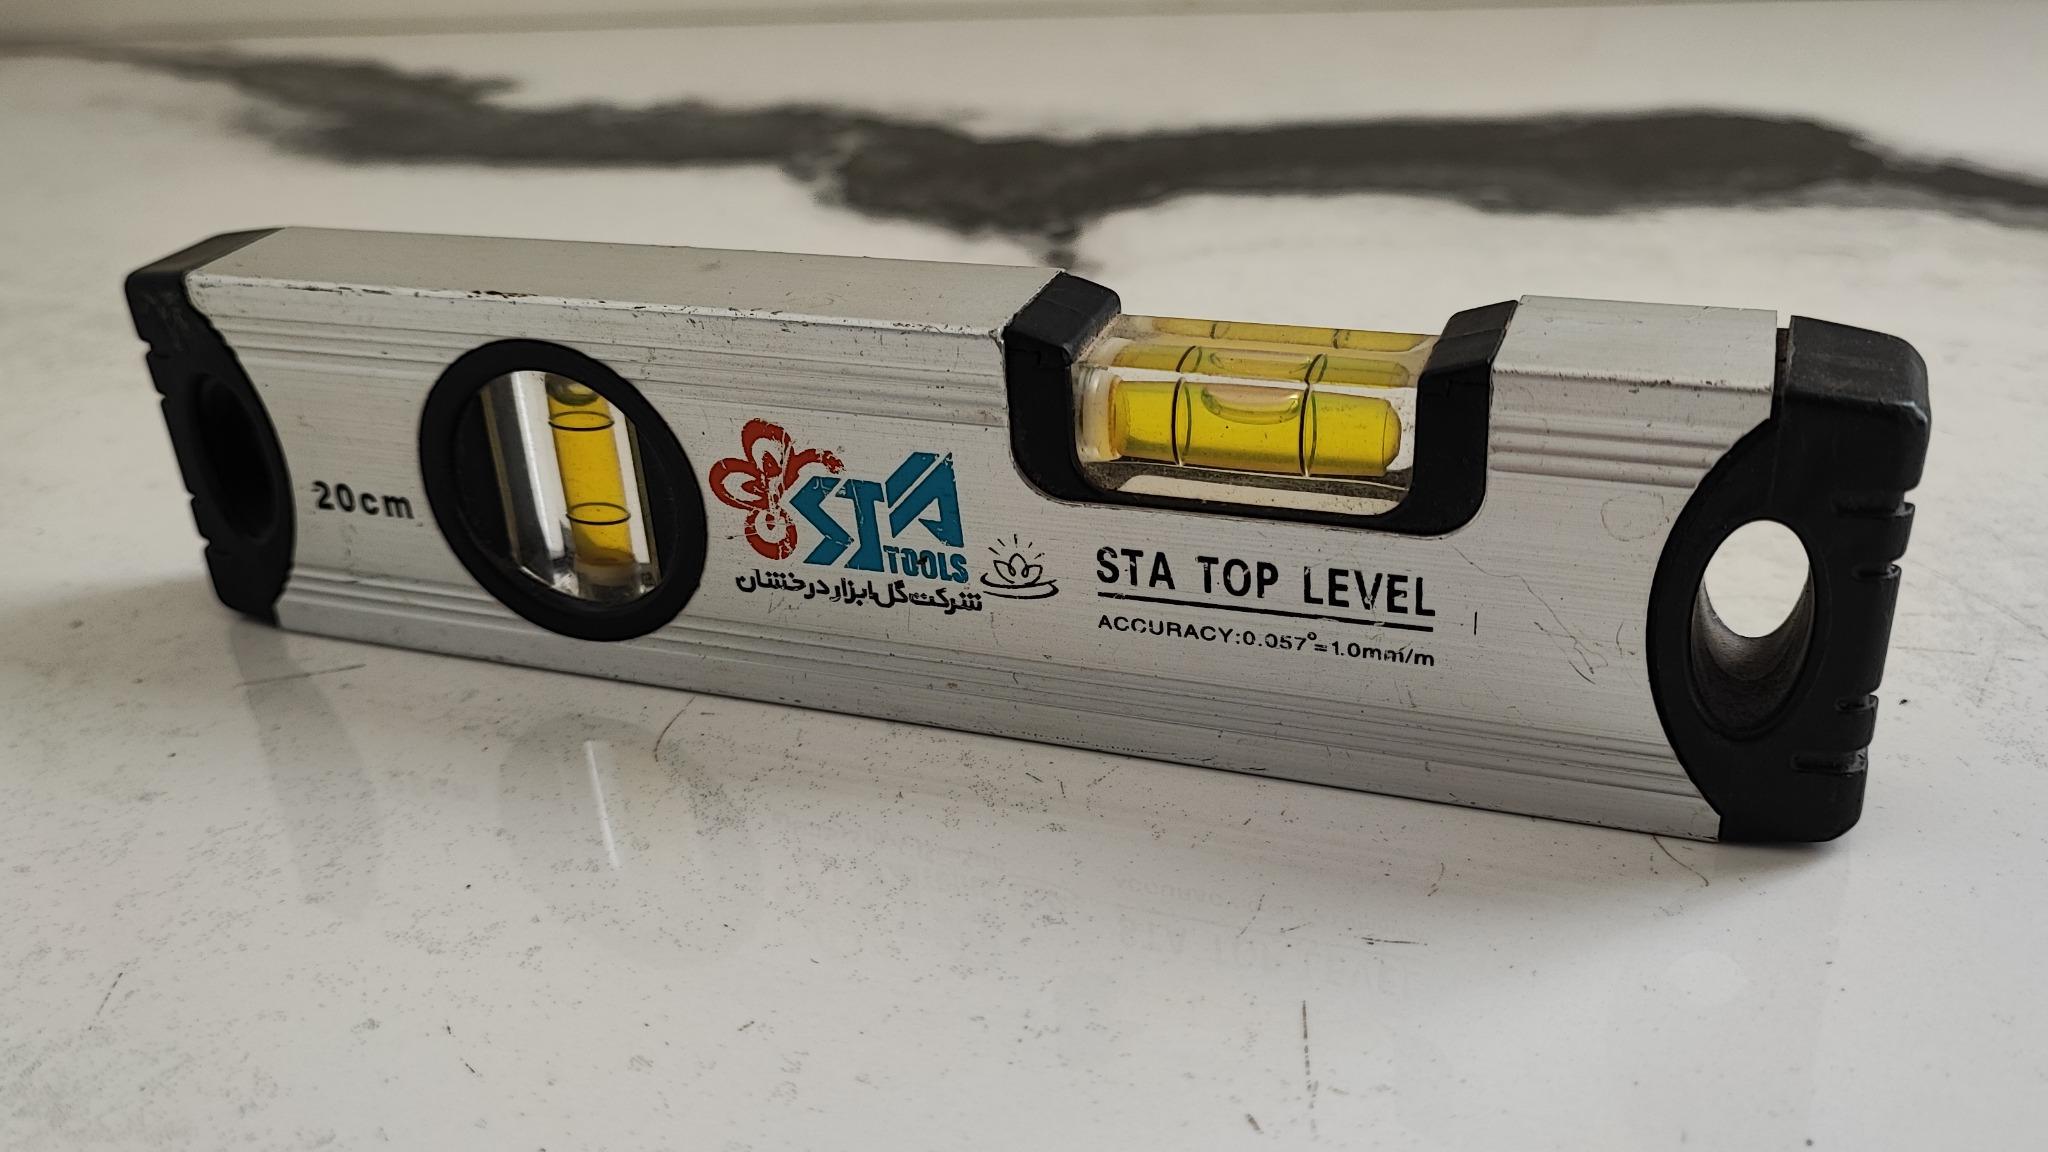 20cm
STA
TOOLS
شرکت گل ابزار درخشان
STA TOP LEVEL
ACCURACY:0.057°=1.0mm/m